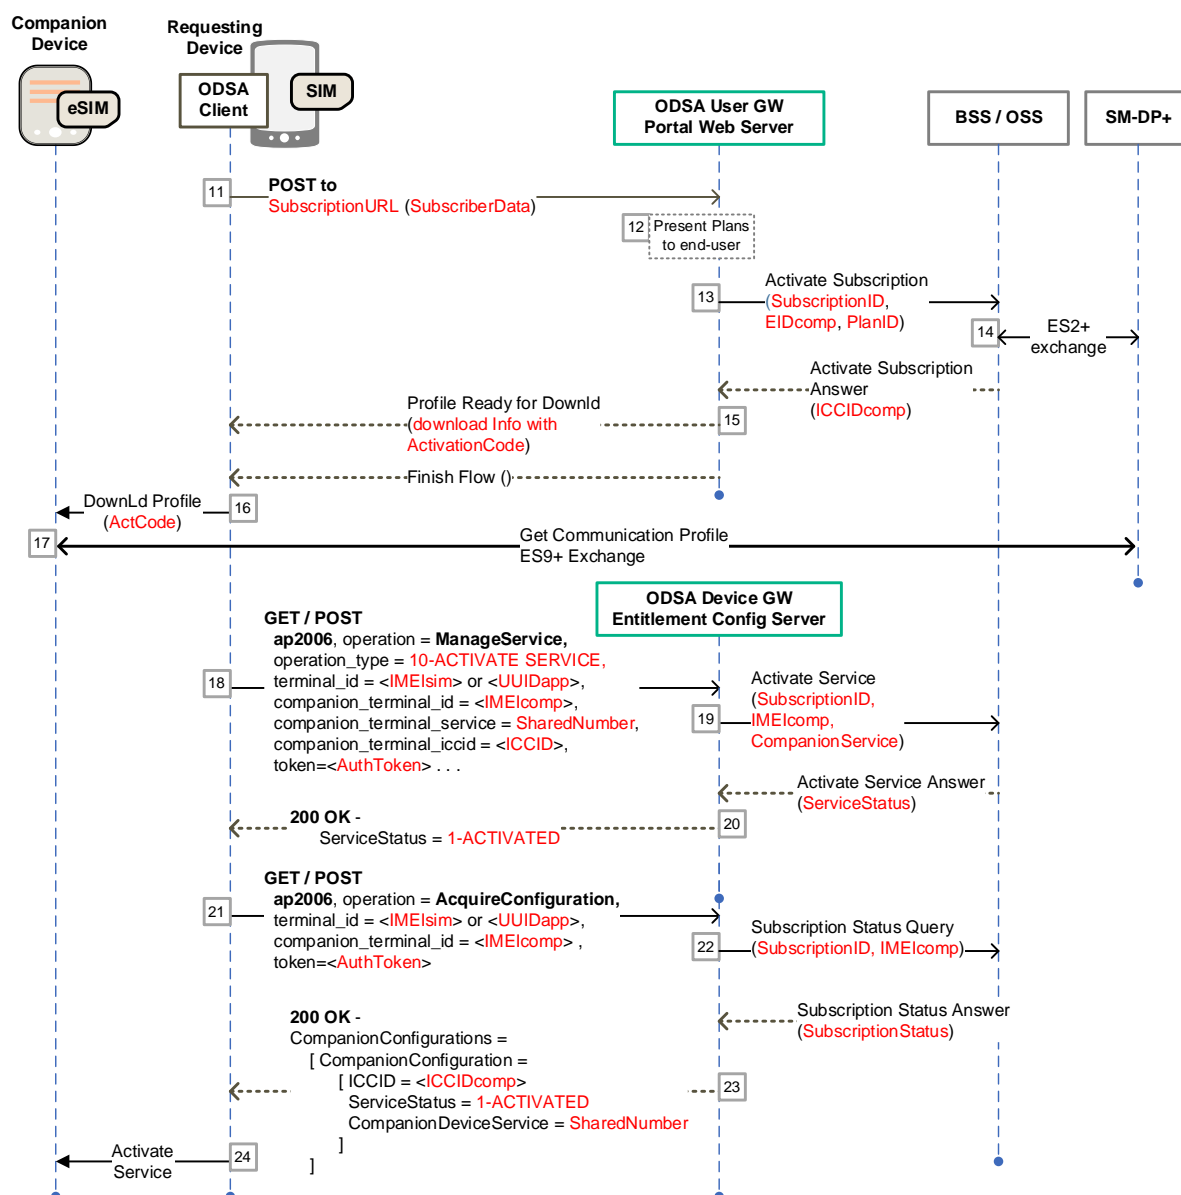 Companion
Device
Requesting
Device
eSIM
ODSA
Client
SIM
ODSA User GW
Portal Web Server
BSS / OSS
SM-DP+
11
POST to
SubscriptionURL (SubscriberData)
12
Present Plans
to end-user
13
Activate Subscription
(SubscriptionID,
EIDcomp, PlanID)
14
ES2+
exchange
Activate Subscription
Answer
(ICCIDcomp)
15
Profile Ready for Downld
(download Info with
ActivationCode)
Finish Flow ()
16
DownLd Profile
(ActCode)
17
Get Communication Profile
ES9+ Exchange
ODSA Device GW
Entitlement Config Server
18
GET / POST
ap2006, operation = ManageService,
operation_type = 10-ACTIVATE SERVICE,
terminal_id = <IMEIsim> or <UUIDapp>,
companion_terminal_id = <IMEIcomp>,
companion_terminal_service = SharedNumber,
companion_terminal_iccid = <ICCID>,
token=<AuthToken> . . .
19
Activate Service
(SubscriptionID,
IMEIcomp,
CompanionService)
Activate Service Answer
(ServiceStatus)
20
200 OK -
ServiceStatus = 1-ACTIVATED
21
GET / POST
ap2006, operation = AcquireConfiguration,
terminal_id = <IMEIsim> or <UUIDapp>,
companion_terminal_id = <IMEIcomp> ,
token=<AuthToken>
22
Subscription Status Query
(SubscriptionID, IMEIcomp)
Subscription Status Answer
(SubscriptionStatus)
23
200 OK -
CompanionConfigurations =
[ CompanionConfiguration =
[ ICCID = <ICCIDcomp>
ServiceStatus = 1-ACTIVATED
CompanionDeviceService = SharedNumber
]
]
24
Activate
Service